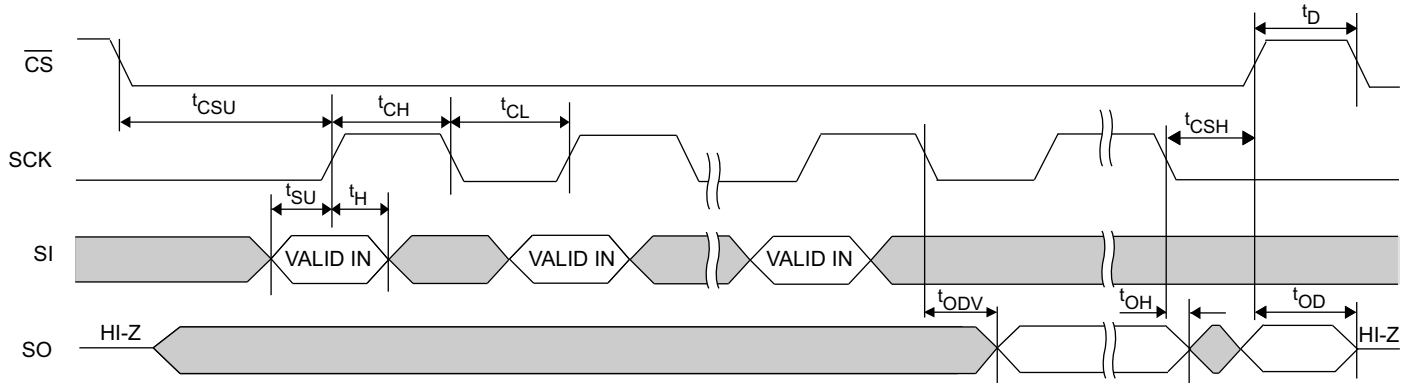 tD
CS
tCSU
tCH
tCL
tCSH
SCK
tSU
tH
SI
VALID IN
VALID IN
VALID IN
tODV
tOH
tOD
HI-Z
HI-Z
SO